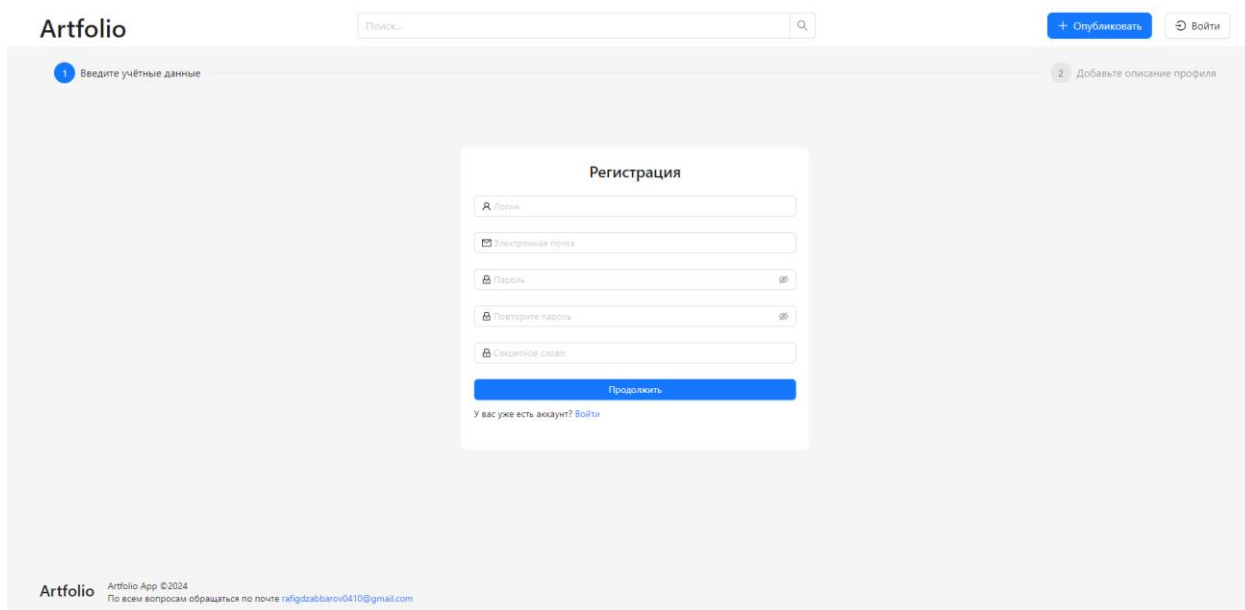 Artfolio
Поиск...
Опубликовать
Войти
1 Введите учётные данные
2 Добавьте описание профиля
Регистрация
Логин
Электронная почта
Пароль
Повторите пароль
Секретное слово
Продолжить
У вас уже есть аккаунт? Войти
Artfolio
Artfolio App ©2024
По всем вопросам обращаться по почте rafigdzabbarov0410@gmail.com